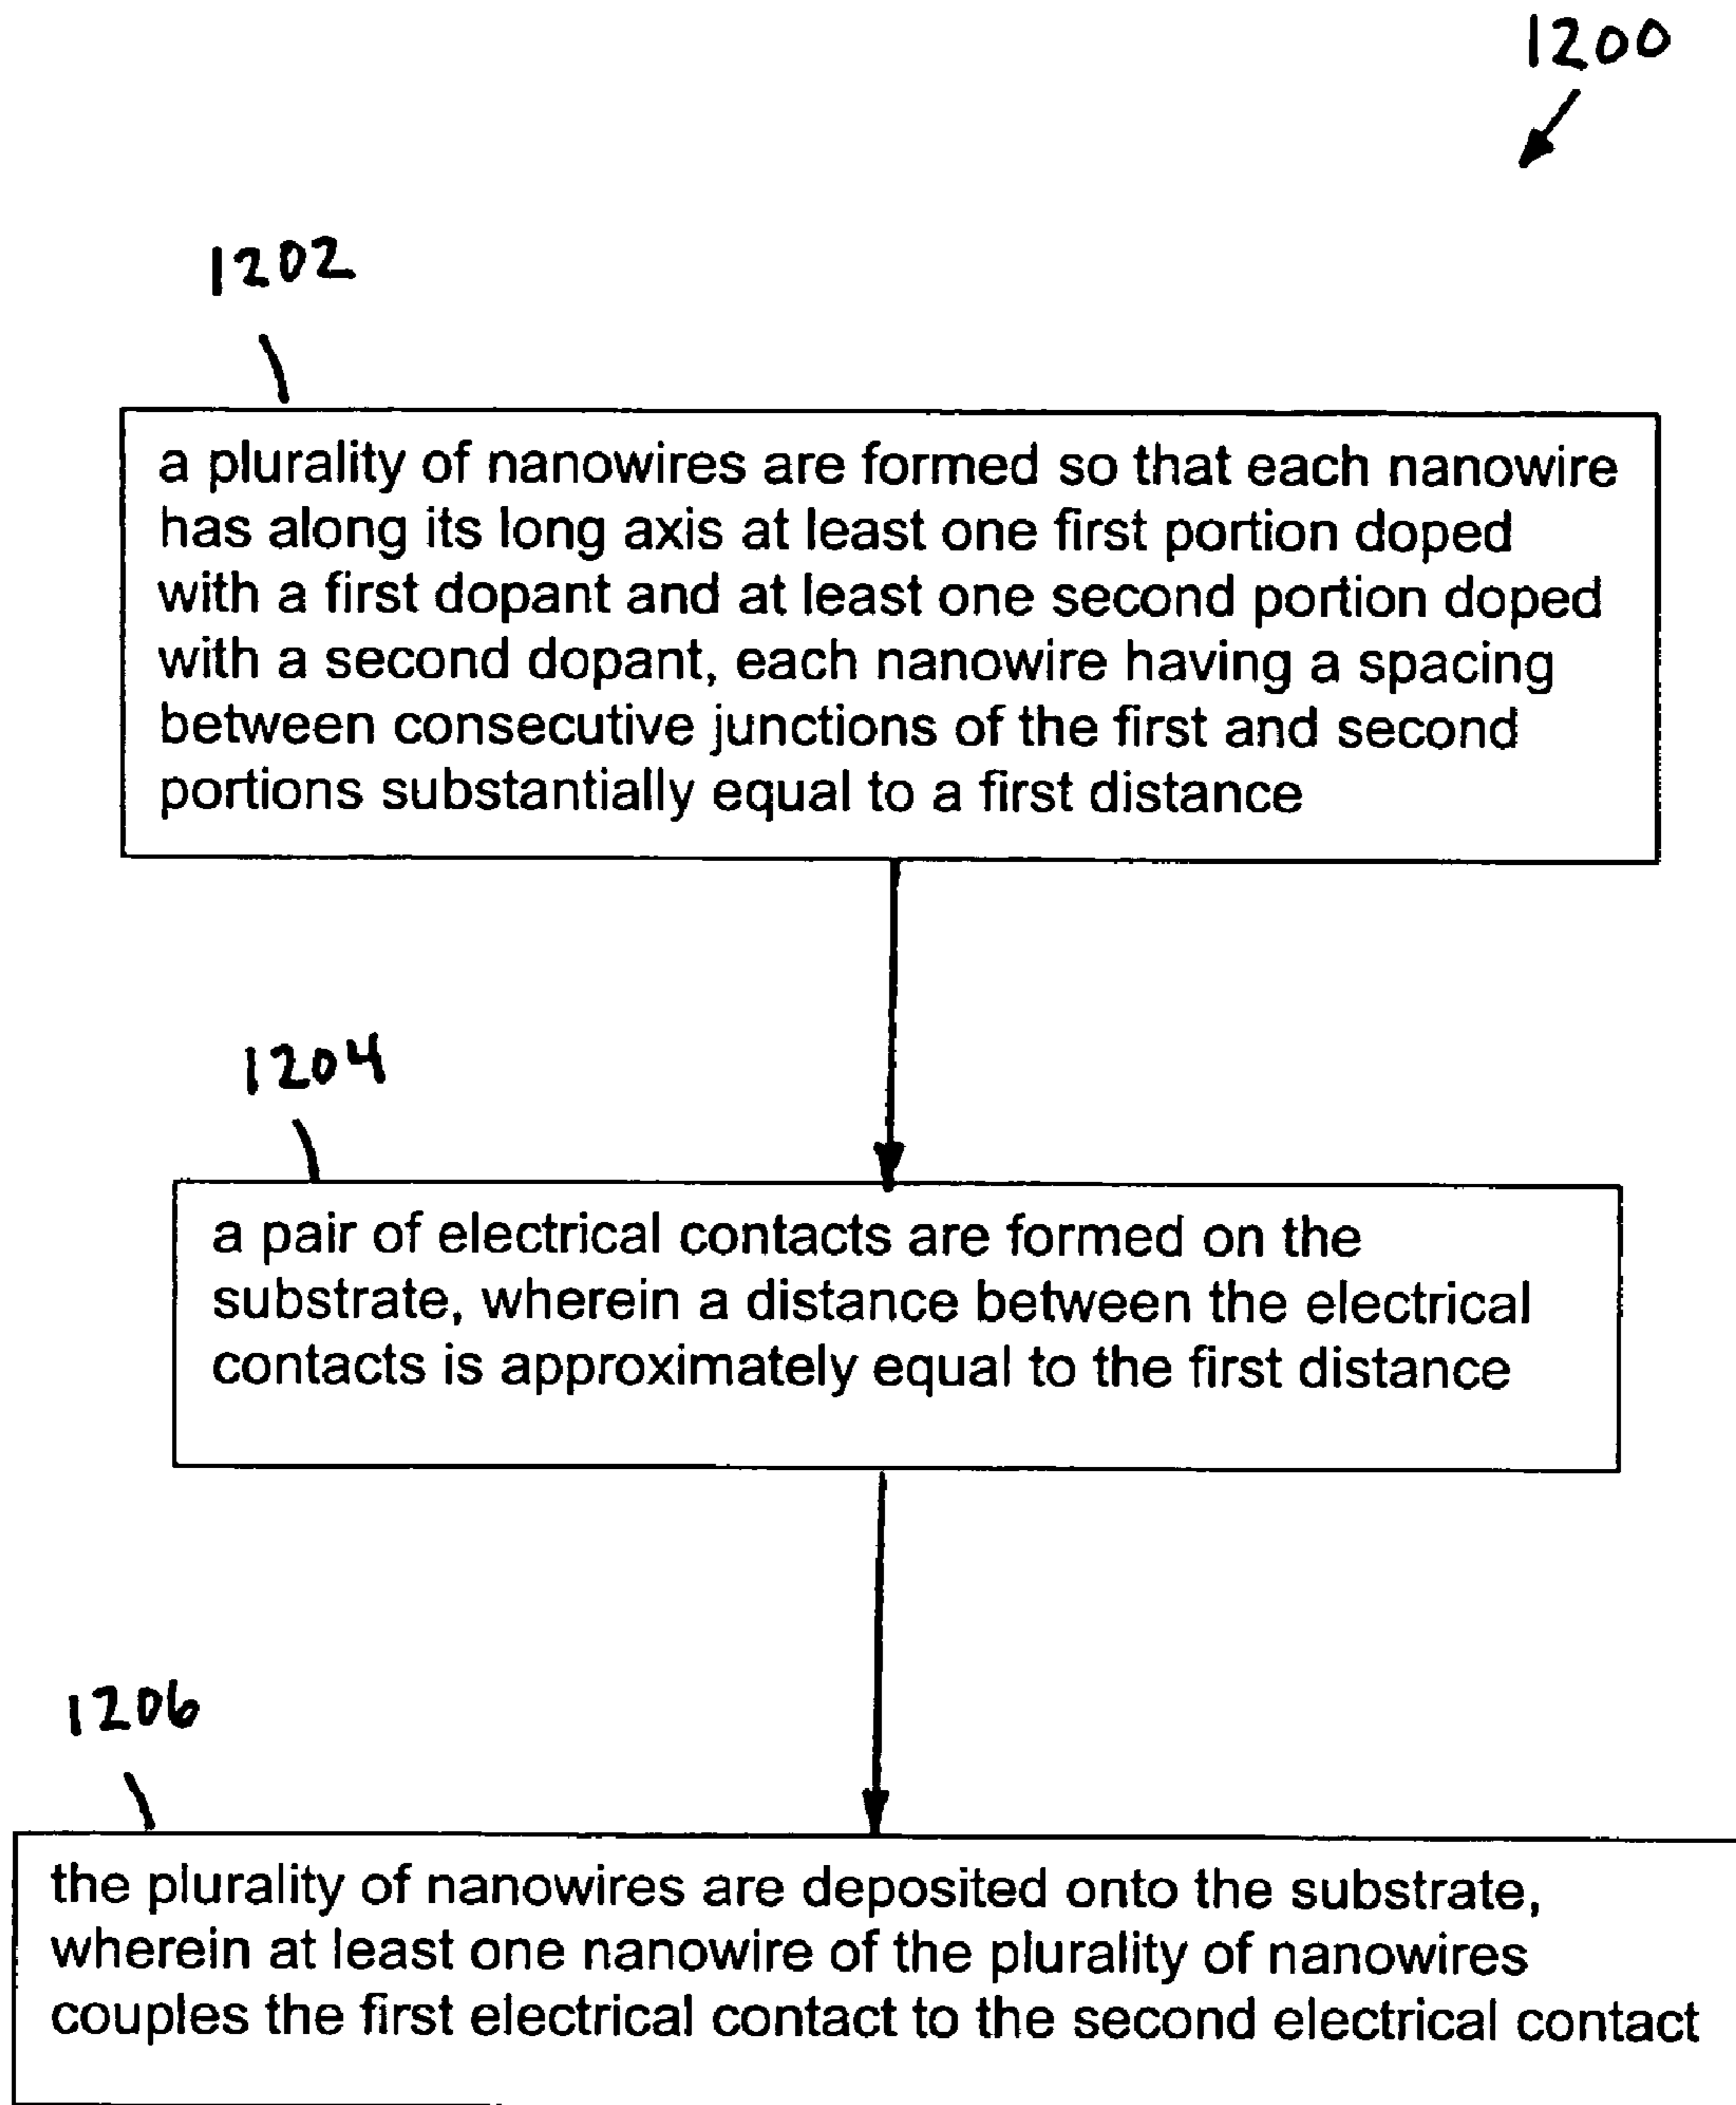 1200
1202
a plurality of nanowires are formed so that each nanowire
has along its long axis at least one first portion doped
with a first dopant and at least one second portion doped
with a second dopant, each nanowire having a spacing
between consecutive junctions of the first and second
portions substantially equal to a first distance
1204
a pair of electrical contacts are formed on the
substrate, wherein a distance between the electrical
contacts is approximately equal to the first distance
1206
the plurality of nanowires are deposited onto the substrate,
wherein at least one nanowire of the plurality of nanowires
couples the first electrical contact to the second electrical contact